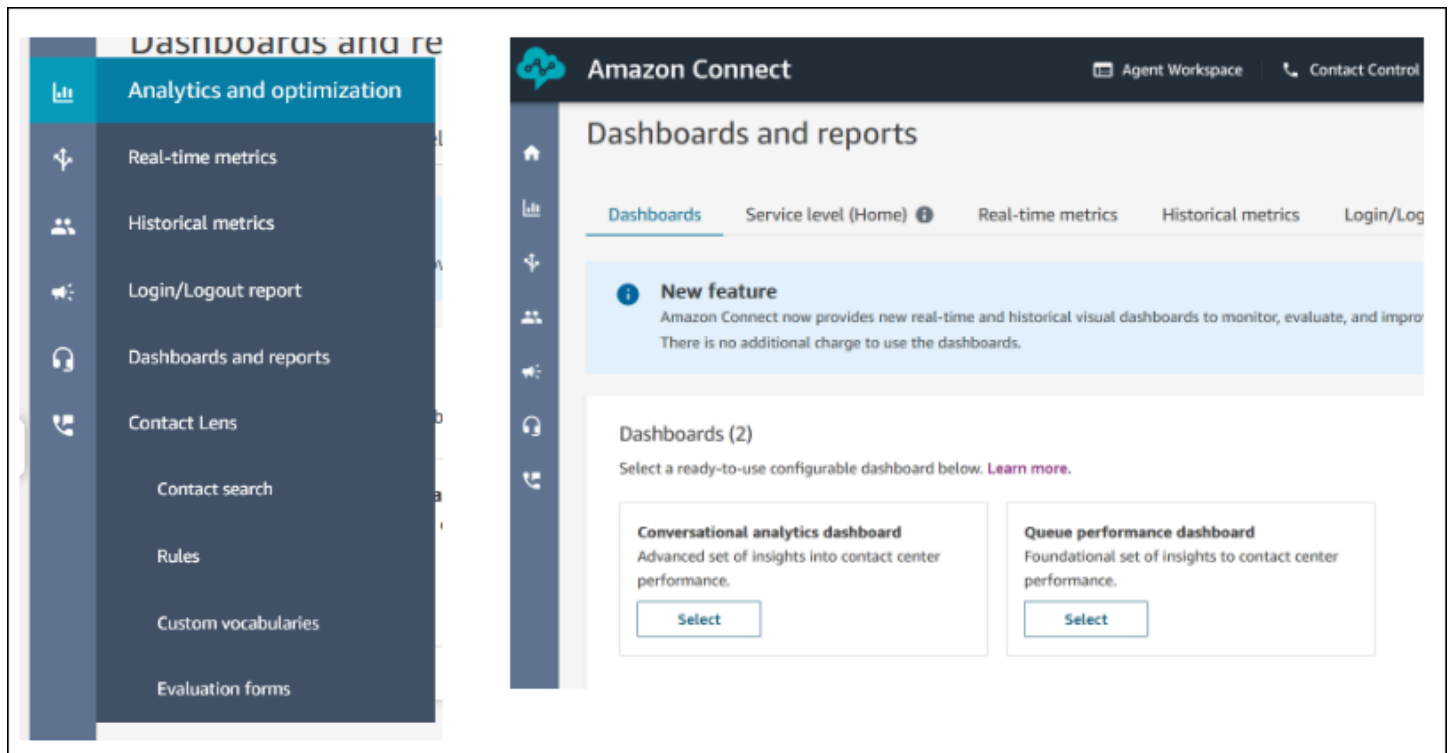 Dashboards and re
Analytics and optimization
Real-time metrics
Historical metrics
Login/Logout report
Dashboards and reports
Contact Lens
Contact search
Rules
Custom vocabularies
Evaluation forms
Amazon Connect
Agent Workspace
Contact Control
Dashboards and reports
Dashboards
Service level (Home)
Real-time metrics
Historical metrics
Login/Log
New feature
Amazon Connect now provides new real-time and historical visual dashboards to monitor, evaluate, and impro
There is no additional charge to use the dashboards.
Dashboards (2)
Select a ready-to-use configurable dashboard below. Learn more.
Conversational analytics dashboard
Advanced set of insights into contact center
performance.
Select
Queue performance dashboard
Foundational set of insights to contact center
performance.
Select